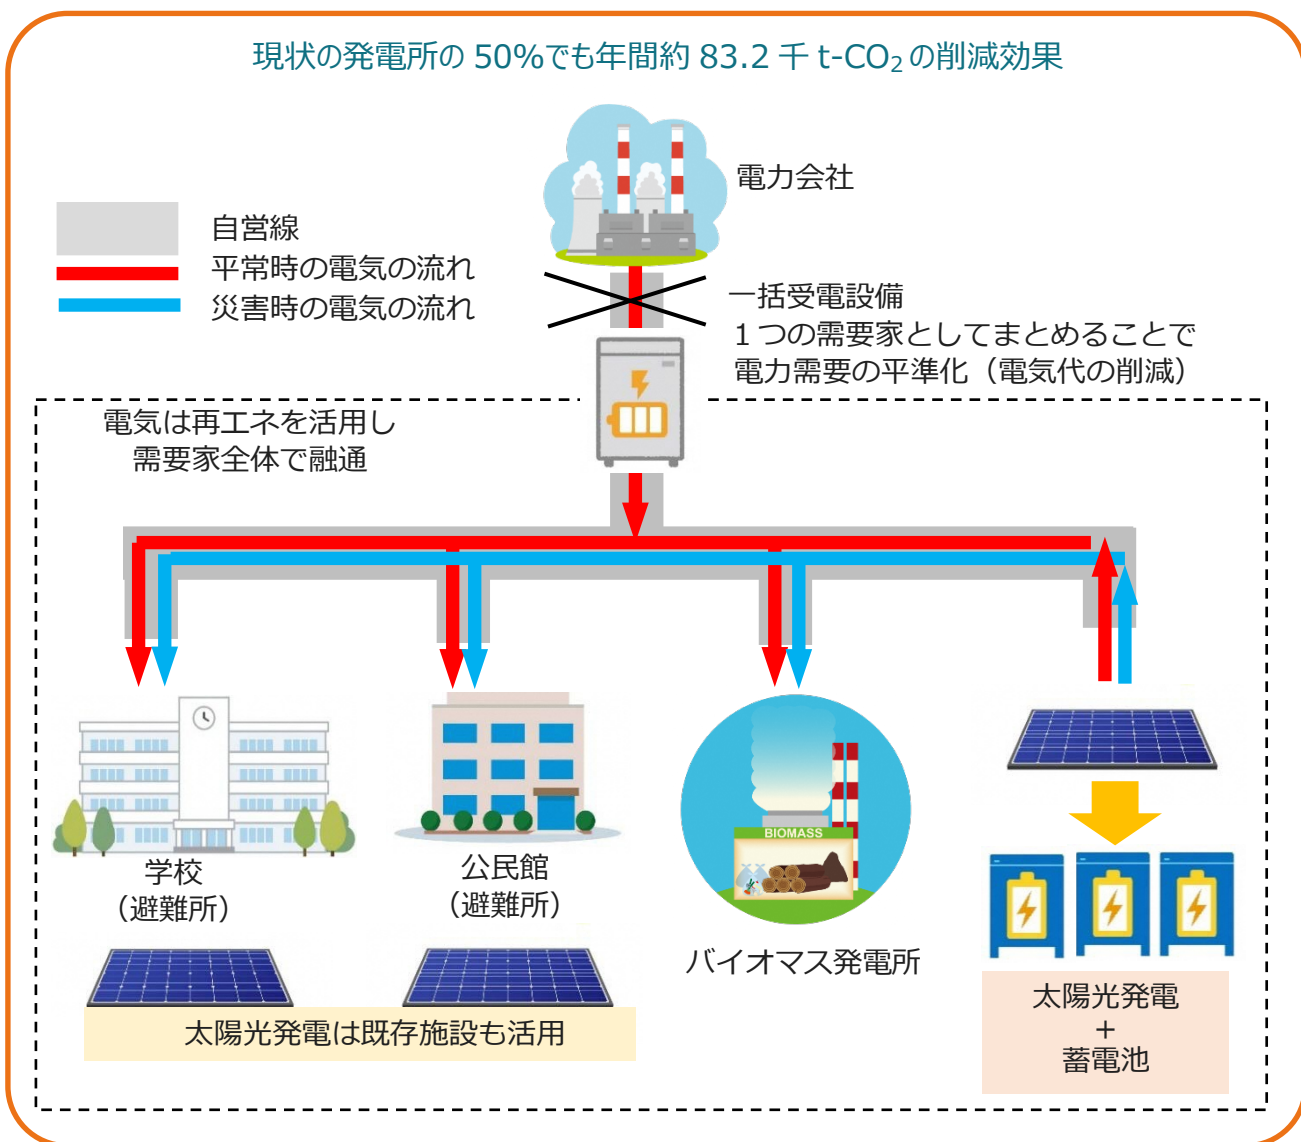 現状の発電所の 50%でも年間約 83.2 千 t-CO₂の削減効果
電力会社
自営線
平常時の電気の流れ
災害時の電気の流れ
一括受電設備
１つの需要家としてまとめることで
電力需要の平準化（電気代の削減）
電気は再エネを活用し
需要家全体で融通
学校
（避難所）
公民館
（避難所）
BIOMASS
バイオマス発電所
太陽光発電は既存施設も活用
太陽光発電
＋
蓄電池